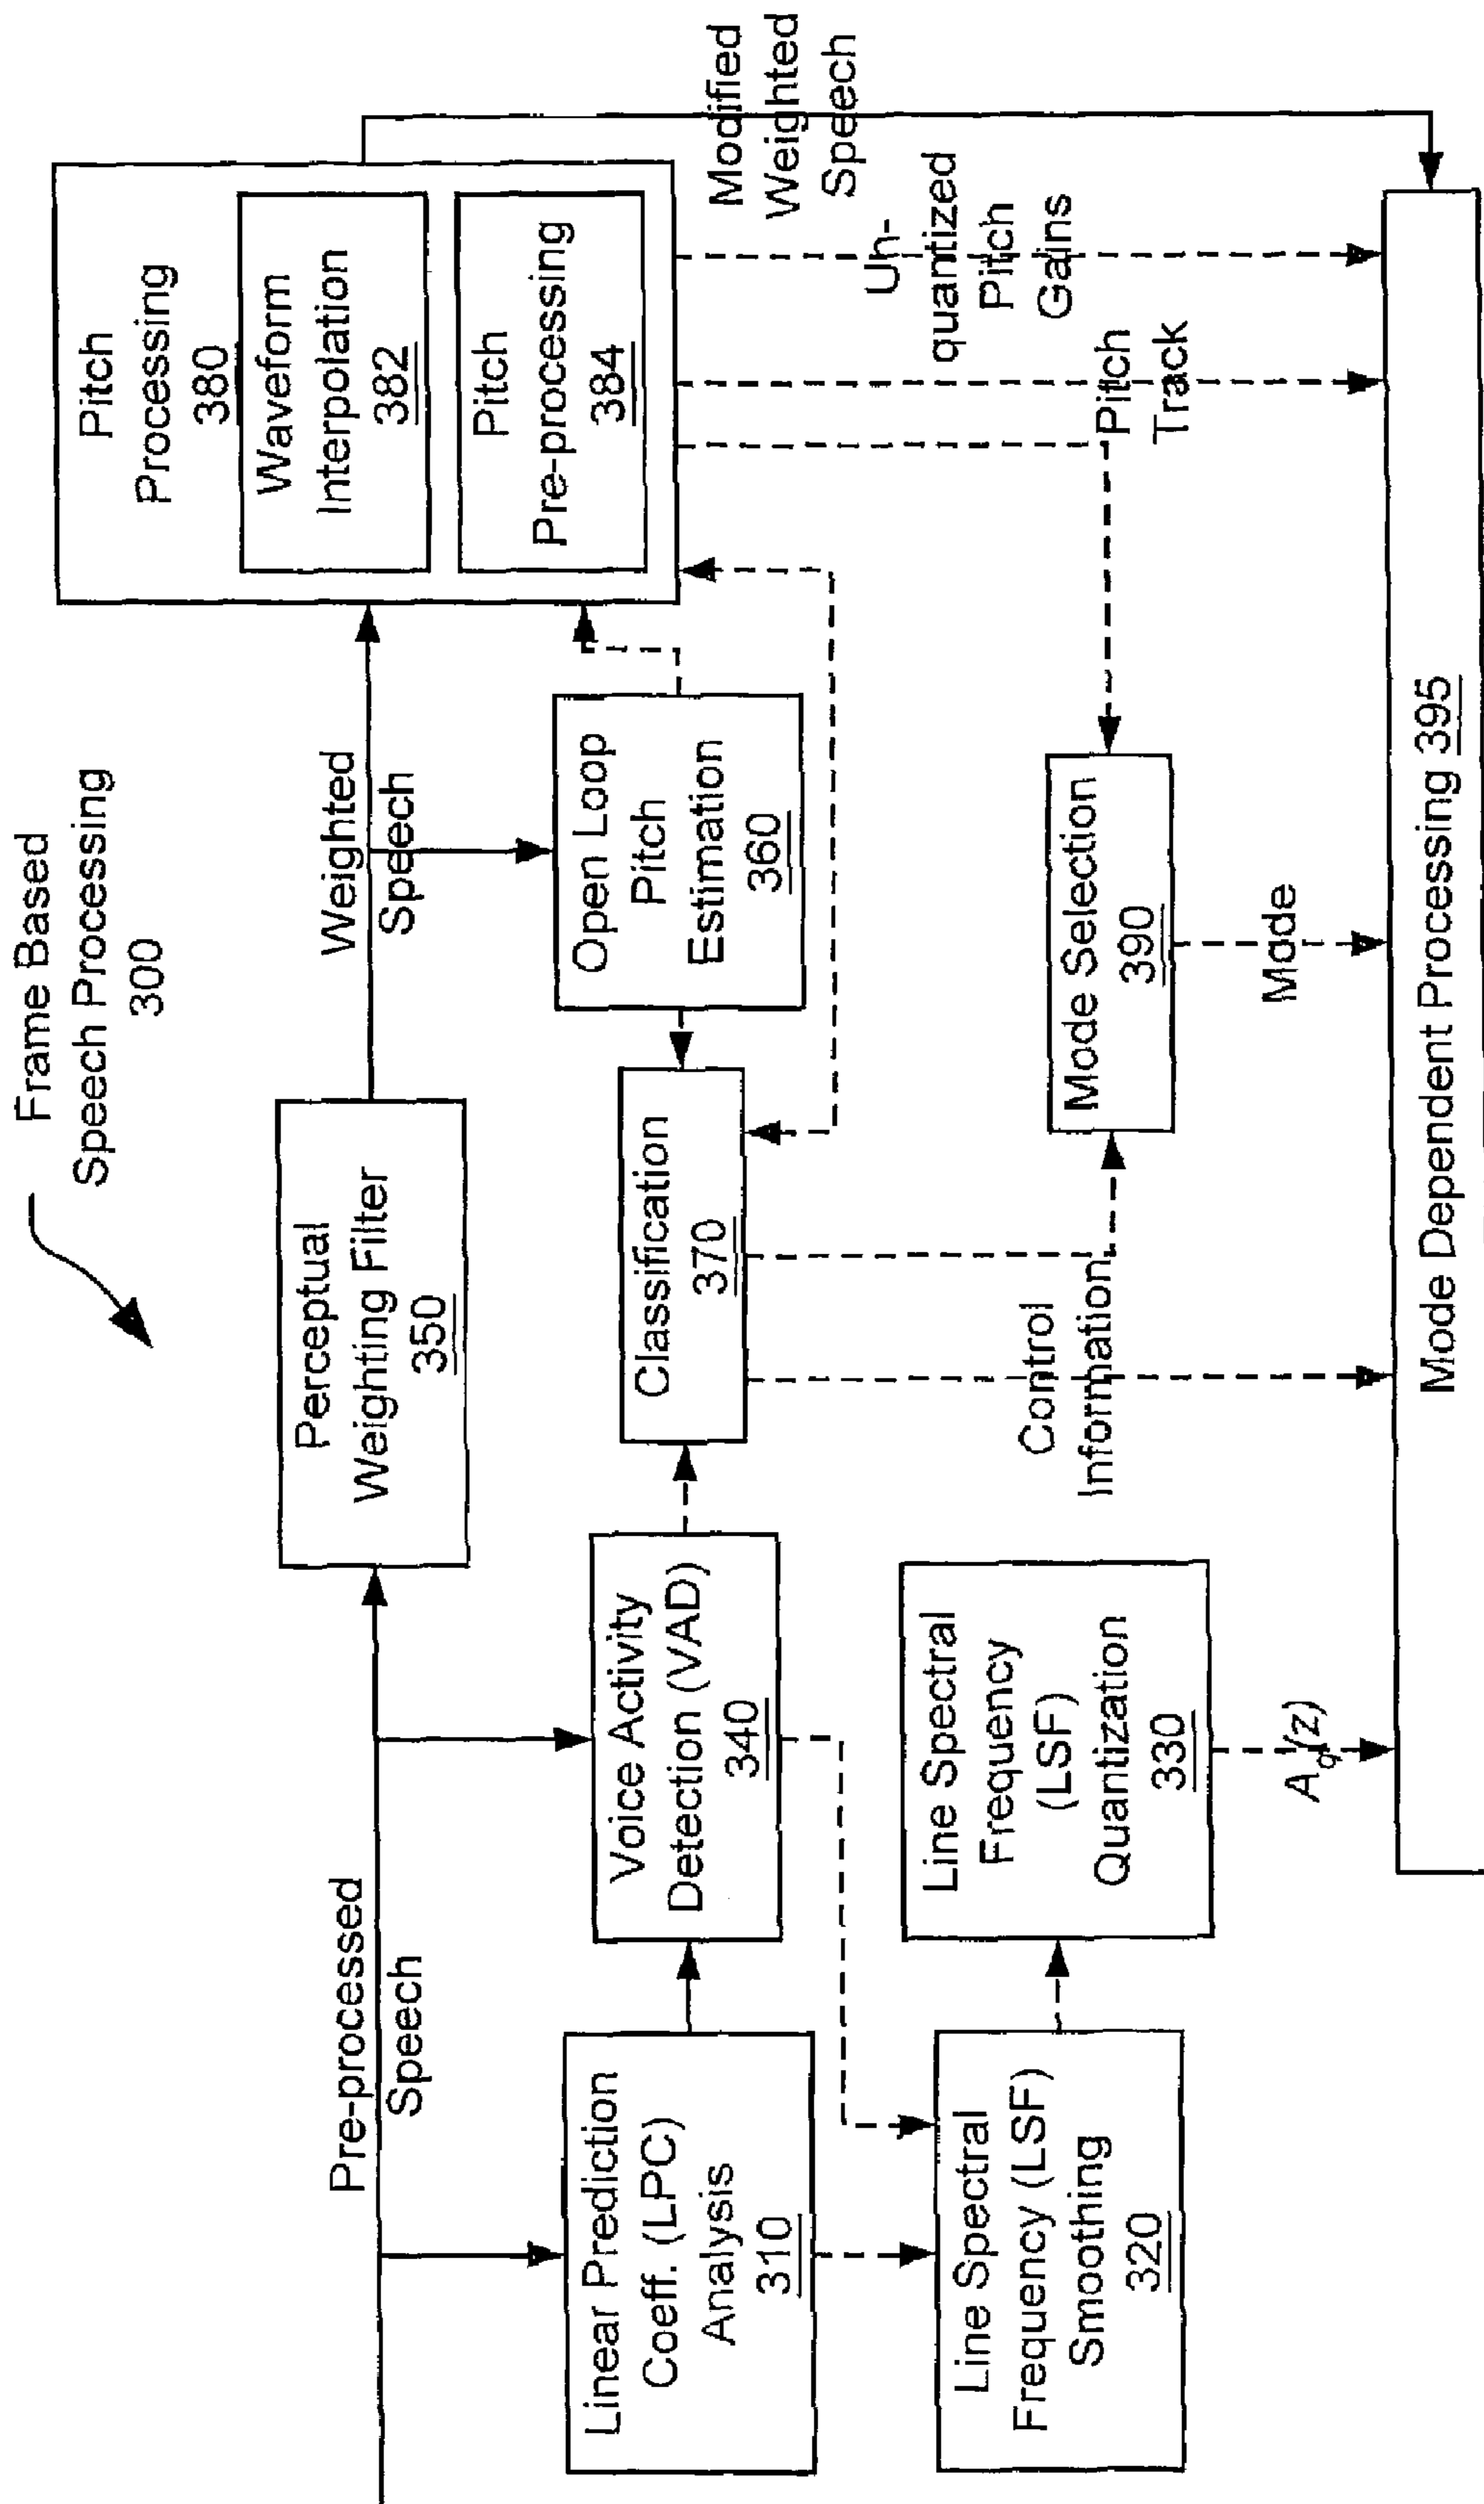 Frame Based
Speech Processing
300
Pre-processed
Speech
Perceptual
Weighting Filter
350
Weighted
Speech
Pitch
Processing
380
Waveform
Interpolation
382
Pitch
Pre-processing
384
Linear Prediction
Coeff. (LPC)
Analysis
310
Voice Activity
Detection (VAD)
340
Classification
370
Open Loop
Pitch
Estimation
360
Modified
Weighted
Speech
Un-
quantized
Pitch
Gains
Pitch
Track
Line Spectral
Frequency (LSF)
Smoothing
320
Line Spectral
Frequency
(LSF)
Quantization
330
Control
Information
Mode Selection
390
Mode
Aq(z)
Mode Dependent Processing 395